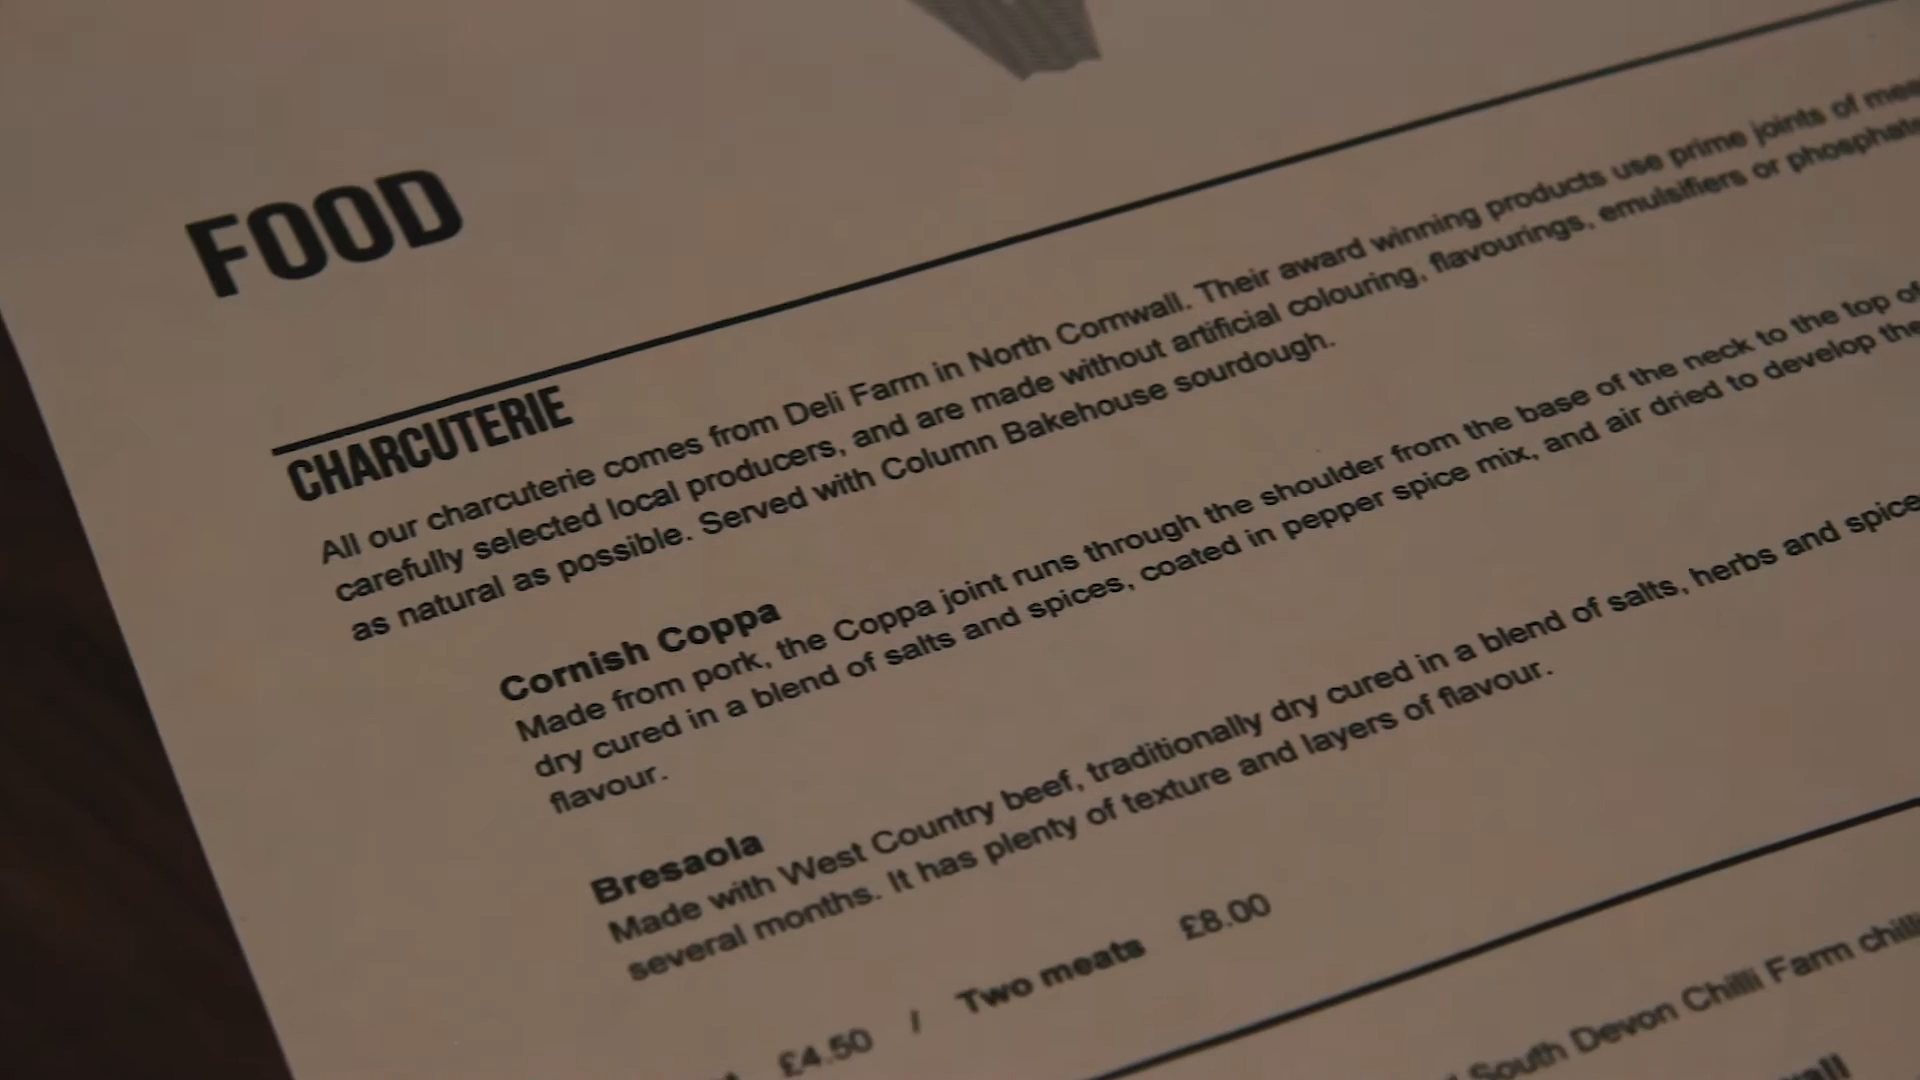 FOOD
CHARCUTERIE
All our charcuterie comes from Deli Farm in North Cornwall. Their award winning products use prime joints of
carefully selected local producers, and are made without artificial colouring, flavourings, emulsifiers or
as natural as possible. Served with Column Bakehouse sourdough.
Cornish Coppa
Made from pork, the Coppa joint runs through the shoulder from the base of the neck to the top of
dry cured in a blend of salts and spices, coated in pepper spice mix, and air dried to develop the
flavour.
Bresaola
Made with West Country beef, traditionally dry cured in a blend of salts, herbs and
several months. It has plenty of texture and layers of flavour.
£4.50 / Two meats £8.00
South Devon Chilli Farm